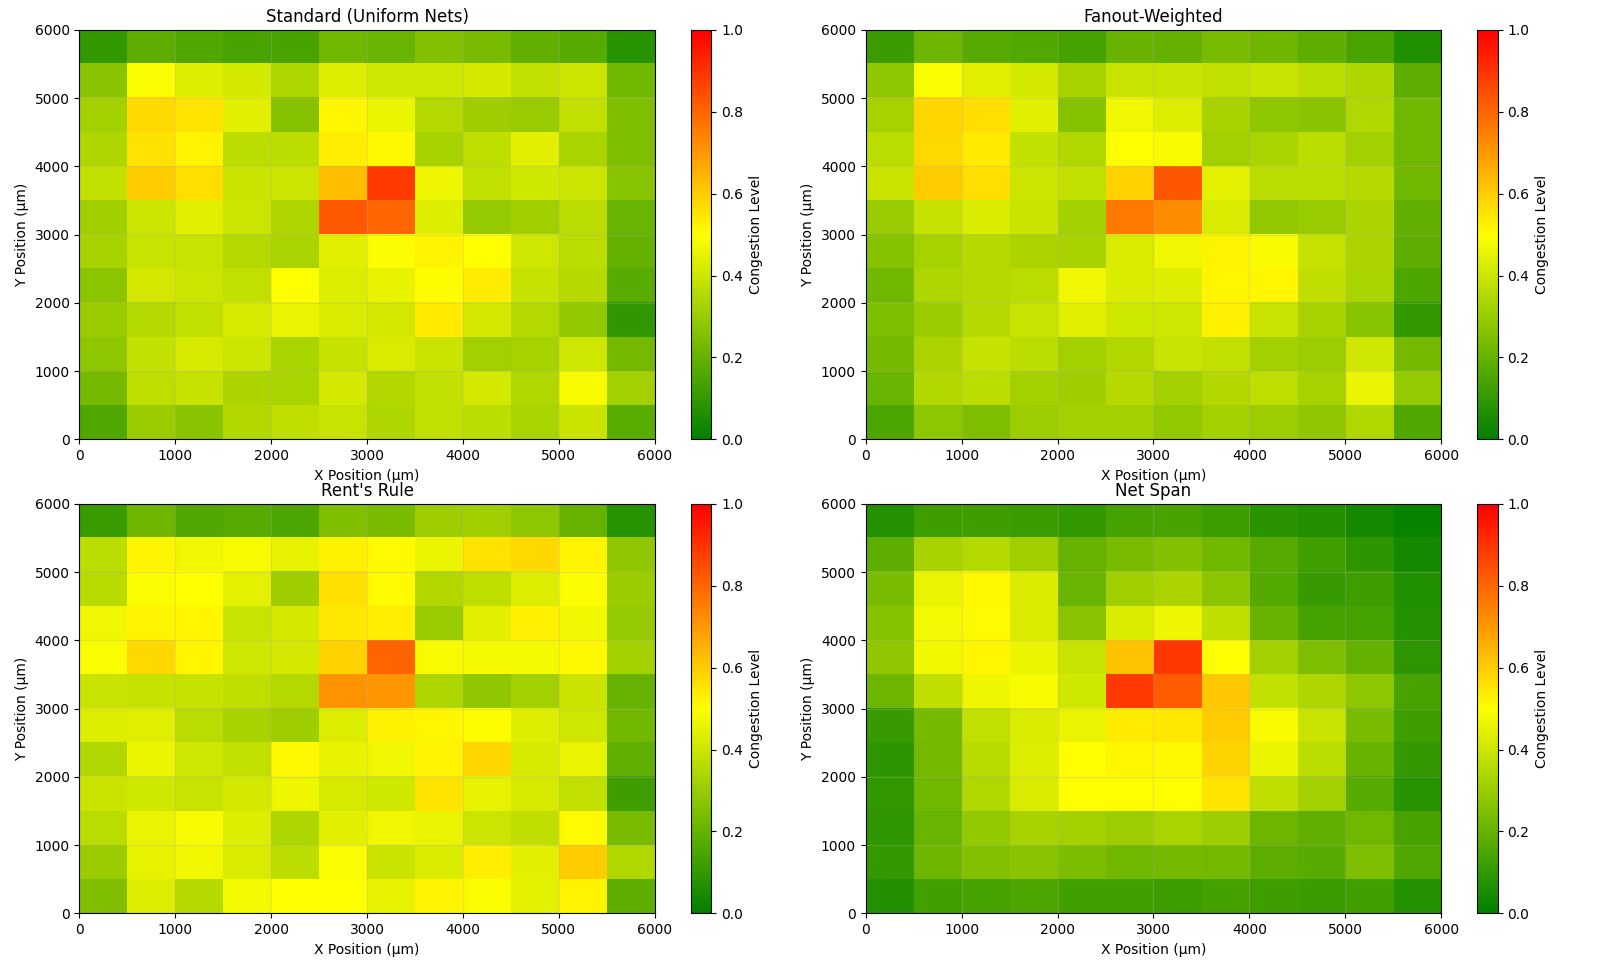 Standard (Uniform Nets)
6000
5000
4000
3000
2000
1000
0
Y Position (µm)
0 1000 2000 3000 4000 5000 6000
X Position (µm)
1.0
0.8
0.6
0.4
0.2
0.0
Congestion Level
Fanout-Weighted
6000
5000
4000
3000
2000
1000
0
Y Position (µm)
0 1000 2000 3000 4000 5000 6000
X Position (µm)
1.0
0.8
0.6
0.4
0.2
0.0
Congestion Level
Rent's Rule
6000
5000
4000
3000
2000
1000
0
Y Position (µm)
0 1000 2000 3000 4000 5000 6000
X Position (µm)
1.0
0.8
0.6
0.4
0.2
0.0
Congestion Level
Net Span
6000
5000
4000
3000
2000
1000
0
Y Position (µm)
0 1000 2000 3000 4000 5000 6000
X Position (µm)
1.0
0.8
0.6
0.4
0.2
0.0
Congestion Level